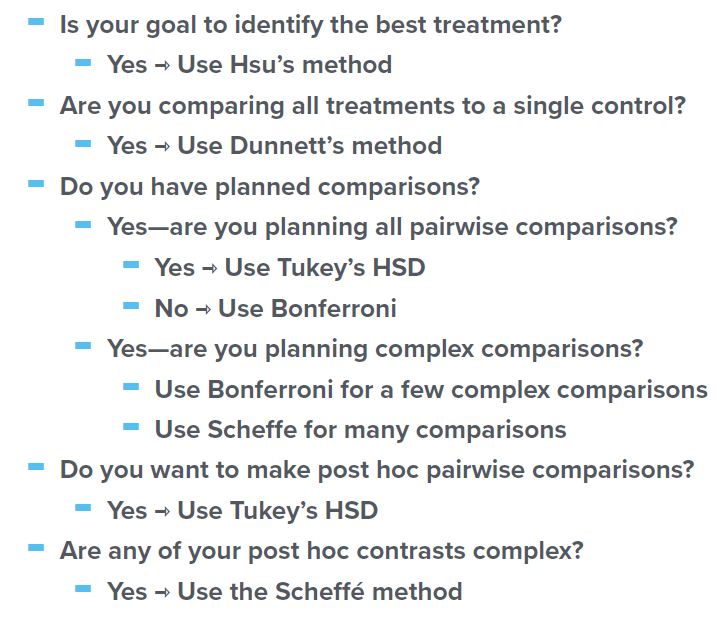 Is your goal to identify the best treatment?
Yes → Use Hsu’s method
Are you comparing all treatments to a single control?
Yes → Use Dunnett’s method
Do you have planned comparisons?
Yes—are you planning all pairwise comparisons?
Yes → Use Tukey’s HSD
No → Use Bonferroni
Yes—are you planning complex comparisons?
Use Bonferroni for a few complex comparisons
Use Scheffe for many comparisons
Do you want to make post hoc pairwise comparisons?
Yes → Use Tukey’s HSD
Are any of your post hoc contrasts complex?
Yes → Use the Scheffé method